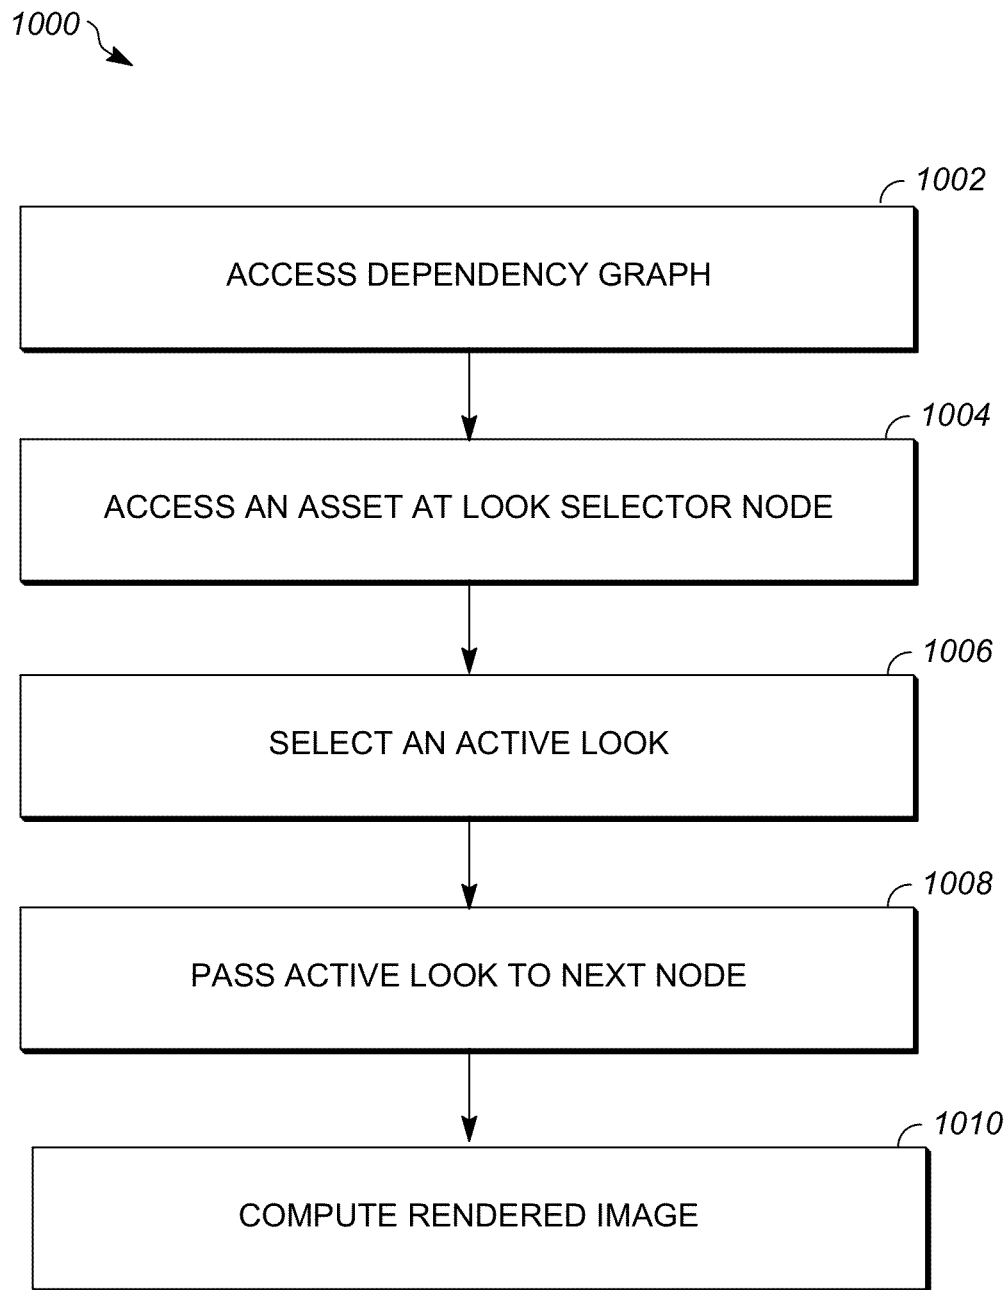 1000
1002
ACCESS DEPENDENCY GRAPH
1004
ACCESS AN ASSET AT LOOK SELECTOR NODE
1006
SELECT AN ACTIVE LOOK
1008
PASS ACTIVE LOOK TO NEXT NODE
1010
COMPUTE RENDERED IMAGE